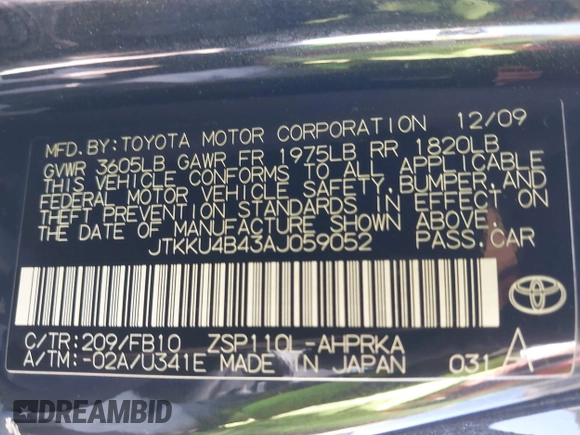 MFD. BY: TOYOTA MOTOR CORPORATION 12/09
GVWR 3605LB GAWR FR 1975LB RR 1820LB
THIS VEHICLE CONFORMS TO ALL APPLICABLE
FEDERAL MOTOR VEHICLE SAFETY, BUMPER, AND
THEFT PREVENTION STANDARDS IN EFFECT ON
THE DATE OF MANUFACTURE SHOWN ABOVE.
JTKKU4B43AJ059052 PASS. CAR
C/TR: 209/FB10 ZSP110L-AHPRKA
A/TM: -02A/U341E MADE IN JAPAN 031 A
TOYOTA
DREAMBID